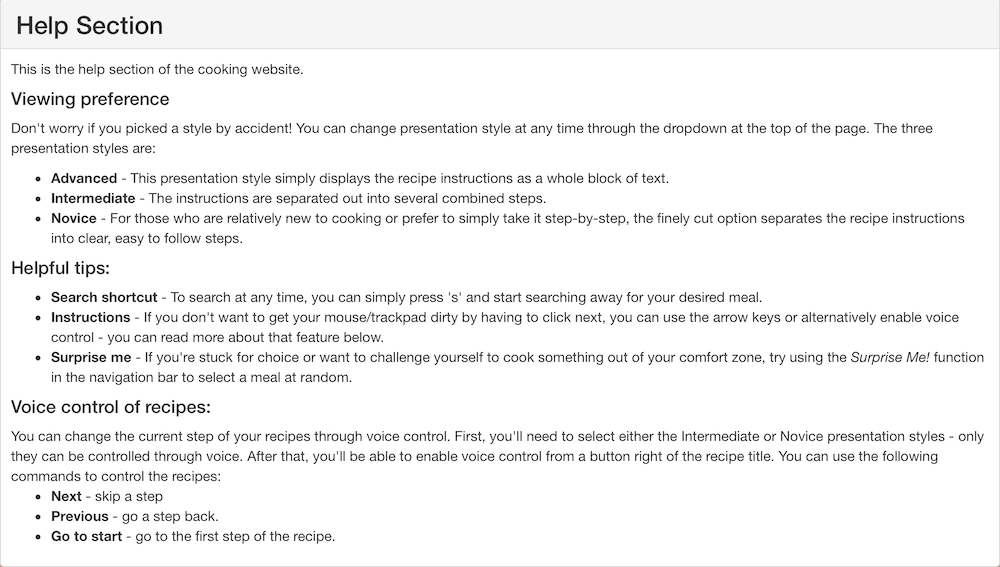 Help Section
This is the help section of the cooking website.
Viewing preference
Don't worry if you picked a style by accident! You can change presentation style at any time through the dropdown at the top of the page. The three
presentation styles are:
• Advanced - This presentation style simply displays the recipe instructions as a whole block of text.
• Intermediate - The instructions are separated out into several combined steps.
• Novice - For those who are relatively new to cooking or prefer to simply take it step-by-step, the finely cut option separates the recipe instructions
into clear, easy to follow steps.
Helpful tips:
• Search shortcut - To search at any time, you can simply press 's' and start searching away for your desired meal.
• Instructions - If you don't want to get your mouse/trackpad dirty by having to click next, you can use the arrow keys or alternatively enable voice
control - you can read more about that feature below.
• Surprise me - If you're stuck for choice or want to challenge yourself to cook something out of your comfort zone, try using the Surprise Me! function
in the navigation bar to select a meal at random.
Voice control of recipes:
You can change the current step of your recipes through voice control. First, you'll need to select either the Intermediate or Novice presentation styles - only
they can be controlled through voice. After that, you'll be able to enable voice control from a button right of the recipe title. You can use the following
commands to control the recipes:
• Next - skip a step
• Previous - go a step back.
• Go to start - go to the first step of the recipe.